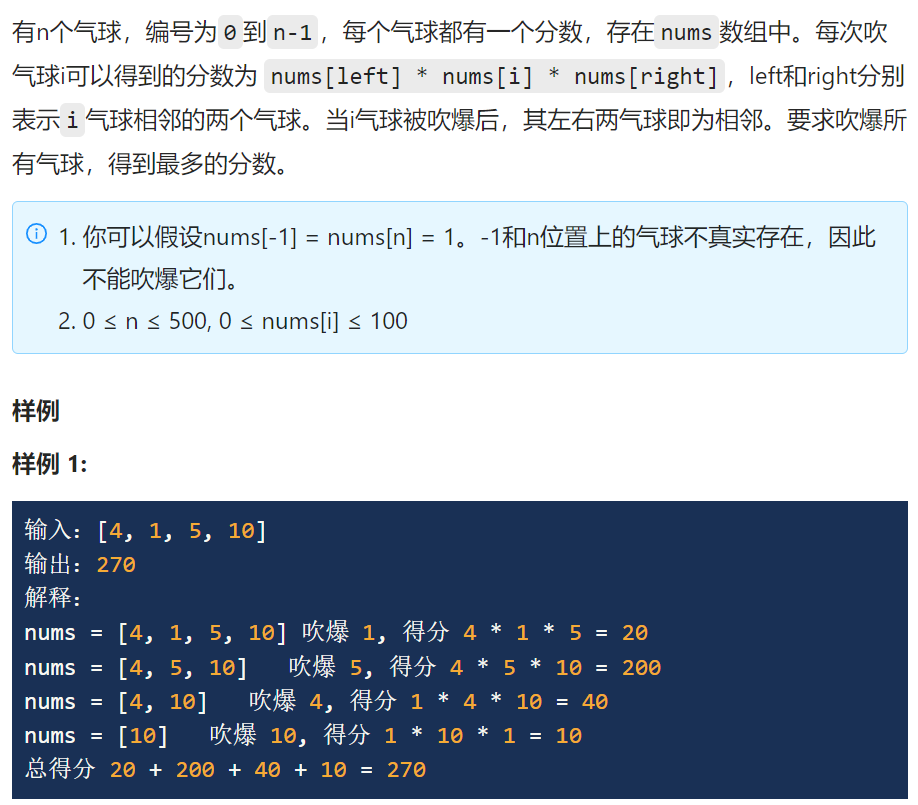 有n个气球，编号为0到n-1，每个气球都有一个分数，存在nums数组中。每次吹
气球i可以得到的分数为 nums[left] * nums[i] * nums[right]，left和right分别
表示i气球相邻的两个气球。当i气球被吹爆后，其左右两气球即为相邻。要求吹爆所
有气球，得到最多的分数。
1. 你可以假设nums[-1] = nums[n] = 1。-1和n位置上的气球不真实存在，因此
不能吹爆它们。
2. 0 ≤ n ≤ 500, 0 ≤ nums[i] ≤ 100
样例
样例 1:
输入：[4, 1, 5, 10]
输出：270
解释：
nums = [4, 1, 5, 10] 吹爆 1, 得分 4 * 1 * 5 = 20
nums = [4, 5, 10]   吹爆 5, 得分 4 * 5 * 10 = 200
nums = [4, 10]   吹爆 4, 得分 1 * 4 * 10 = 40
nums = [10]   吹爆 10, 得分 1 * 10 * 1 = 10
总得分 20 + 200 + 40 + 10 = 270